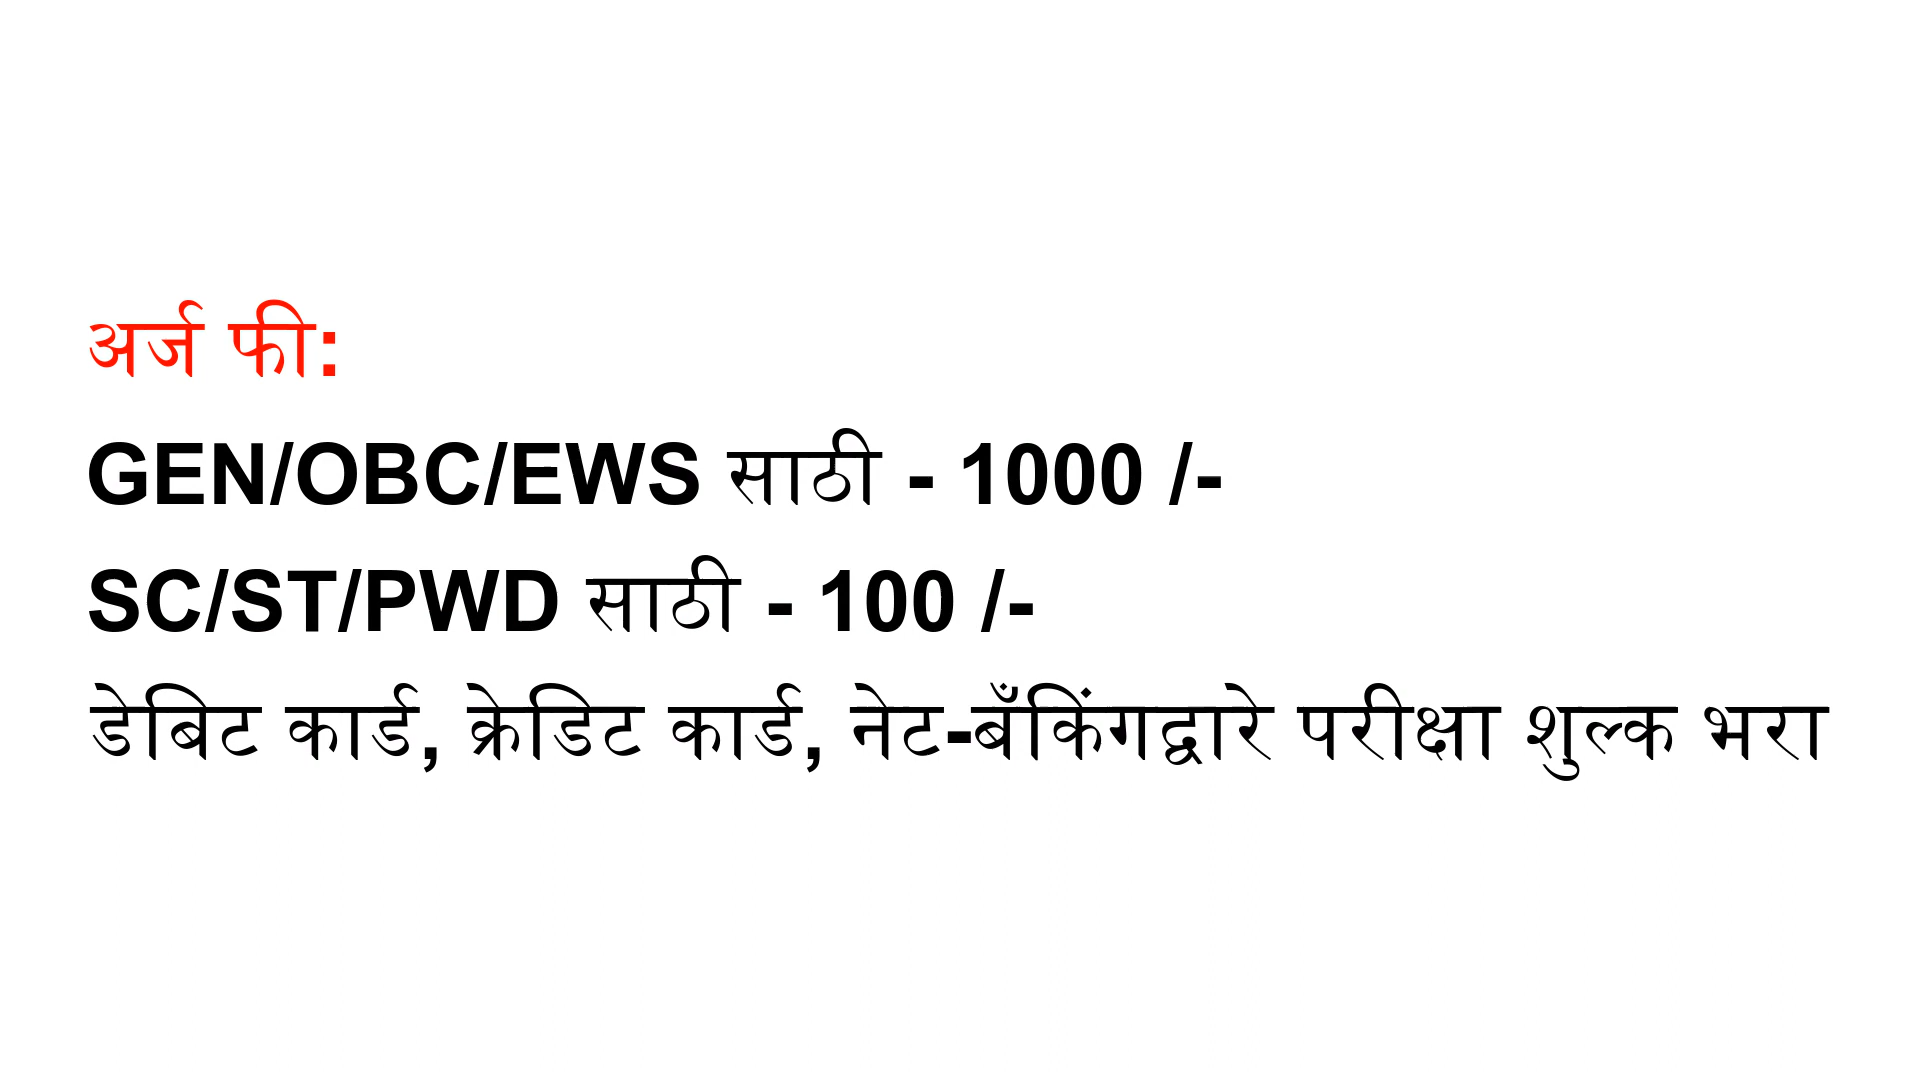 अर्ज फी:
GEN/OBC/EWS साठी - 1000 /-
SC/ST/PWD साठी - 100 /-
डेबिट कार्ड, क्रेडिट कार्ड, नेट-बँकिंगद्वारे परीक्षा शुल्क भरा